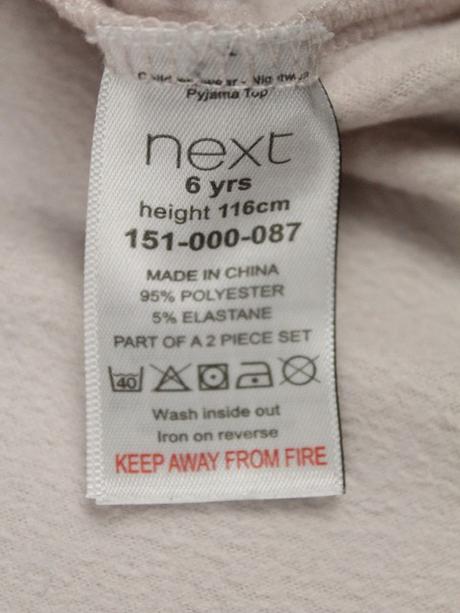 Pyjama Top
next
6 yrs
height 116cm
151-000-087
MADE IN CHINA
95% POLYESTER
5% ELASTANE
PART OF A 2 PIECE SET
40
Wash inside out
Iron on reverse
KEEP AWAY FROM FIRE